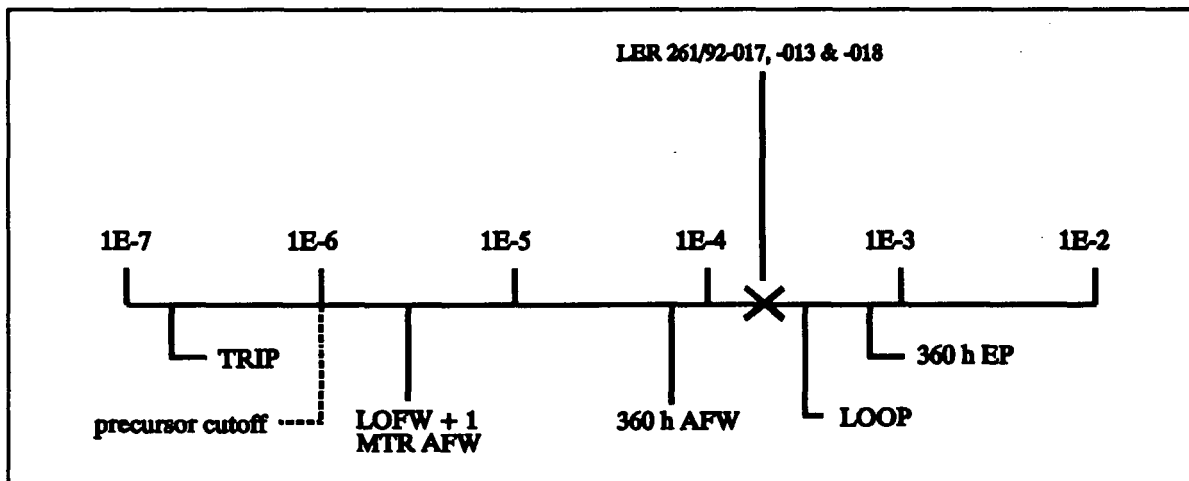 LER 261/92-017, -013 & -018
1E-7 1E-6 1E-5 1E-4 1E-3 1E-2
TRIP
360 h EP
precursor cutoff
LOFW + 1
MTR AFW
360 h AFW
LOOP